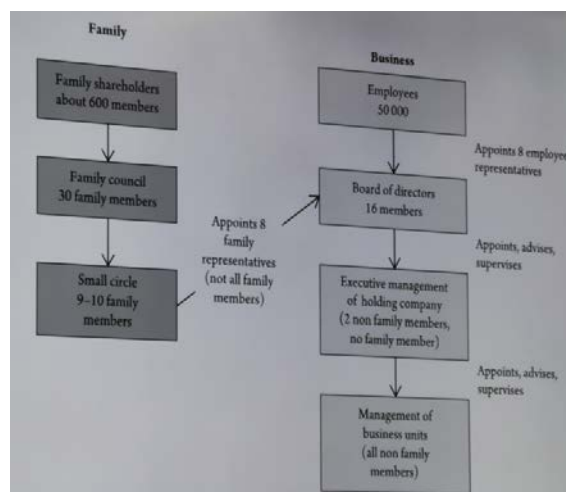 Family
Family shareholders
about 600 members
Family council
30 family members
Small circle
9–10 family
members
Appoints 8
family
representatives
(not all family
members)
Business
Employees
50 000
Appoints 8 employee
representatives
Board of directors
16 members
Appoints, advises,
supervises
Executive management
of holding company
(2 non family members,
no family member)
Appoints, advises,
supervises
Management of
business units
(all non family
members)